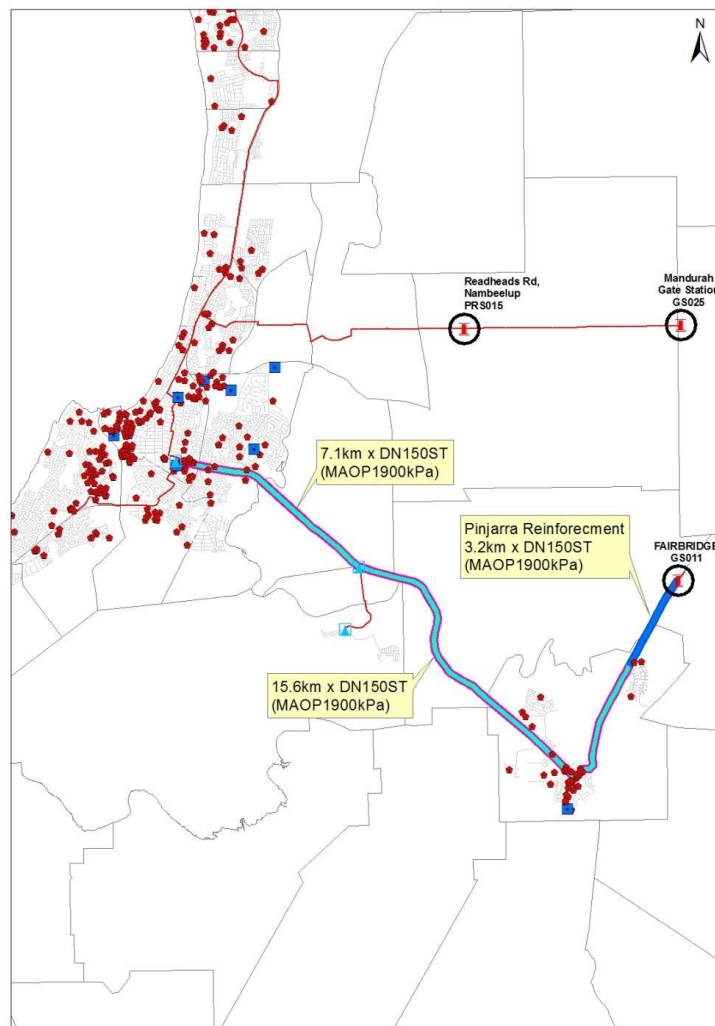 N
Readheads Rd,
Nambeelup
PRS015
Mandurah
Gate Station
GS025
7.1km x DN150ST
(MAOP1900kPa)
Pinjarra Reinforecment
3.2km x DN150ST
(MAOP1900kPa)
FAIRBRIDGE
GS011
15.6km x DN150ST
(MAOP1900kPa)